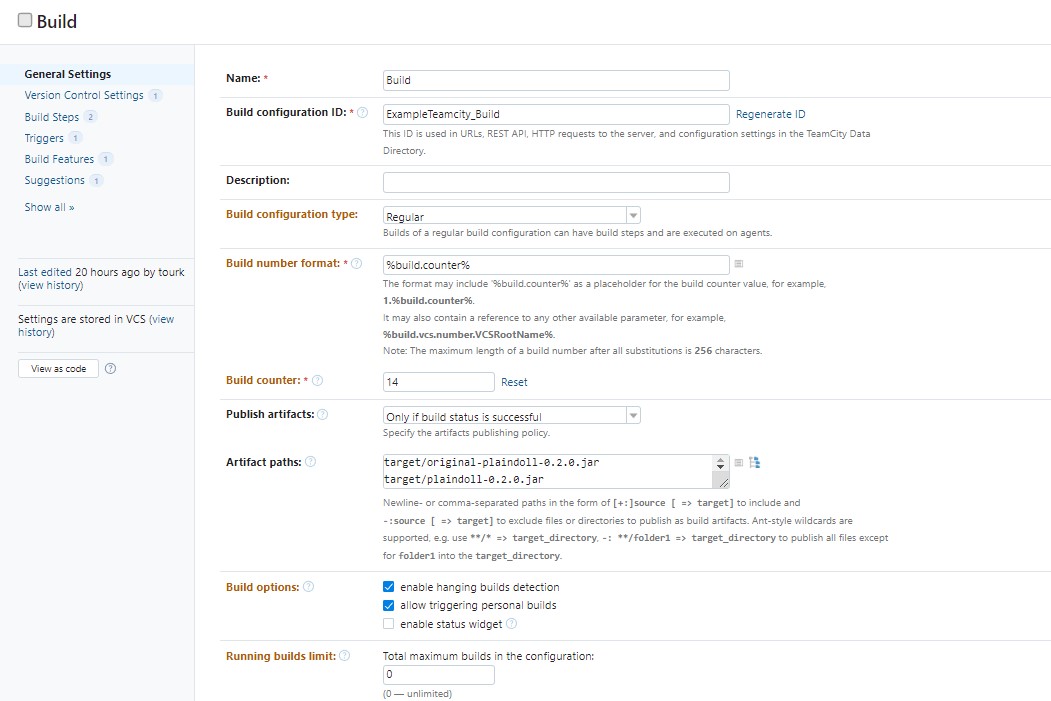 Build
General Settings
Version Control Settings 1
Build Steps 2
Triggers 1
Build Features 1
Suggestions 1
Show all »
Last edited 20 hours ago by tourk
(view history)
Settings are stored in VCS (view
history)
View as code ?
Name: *
Build
Build configuration ID: * ?
ExampleTeamcity_Build
Regenerate ID
This ID is used in URLs, REST API, HTTP requests to the server, and configuration settings in the TeamCity Data
Directory.
Description:
Build configuration type:
Regular
Builds of a regular build configuration can have build steps and are executed on agents.
Build number format: * ?
%build.counter%
The format may include '%build.counter%' as a placeholder for the build counter value, for example,
1.%build.counter%.
It may also contain a reference to any other available parameter, for example,
%build.vcs.number.VCSRootName%.
Note: The maximum length of a build number after all substitutions is 256 characters.
Build counter: * ?
14
Reset
Publish artifacts: ?
Only if build status is successful
Specify the artifacts publishing policy.
Artifact paths: ?
target/original-plaindoll-0.2.0.jar
target/plaindoll-0.2.0.jar
Newline- or comma-separated paths in the form of [+:]source [ => target] to include and
-:source [ => target] to exclude files or directories to publish as build artifacts. Ant-style wildcards are
supported, e.g. use **/* => target_directory, -: **/folder1 => target_directory to publish all files except
for folder1 into the target_directory.
Build options: ?
enable hanging builds detection
allow triggering personal builds
enable status widget ?
Running builds limit: ?
Total maximum builds in the configuration:
0
(0 — unlimited)